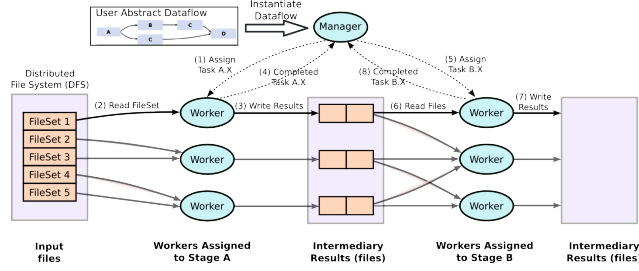 User Abstract Dataflow
A
B
C
C
D
Instantiate
Dataflow
Manager
(1) Assign
Task A.X
(4) Completed
Task A.X
(8) Completed
Task B.X
(5) Assign
Task B.X
Distributed
File System (DFS)
FileSet 1
FileSet 2
FileSet 3
FileSet 4
FileSet 5
(2) Read FileSet
Worker
Worker
Worker
(3) Write Results
(6) Read Files
Worker
Worker
Worker
(7) Write
Results
Input
files
Workers Assigned
to Stage A
Intermediary
Results (files)
Workers Assigned
to Stage B
Intermediary
Results (files)